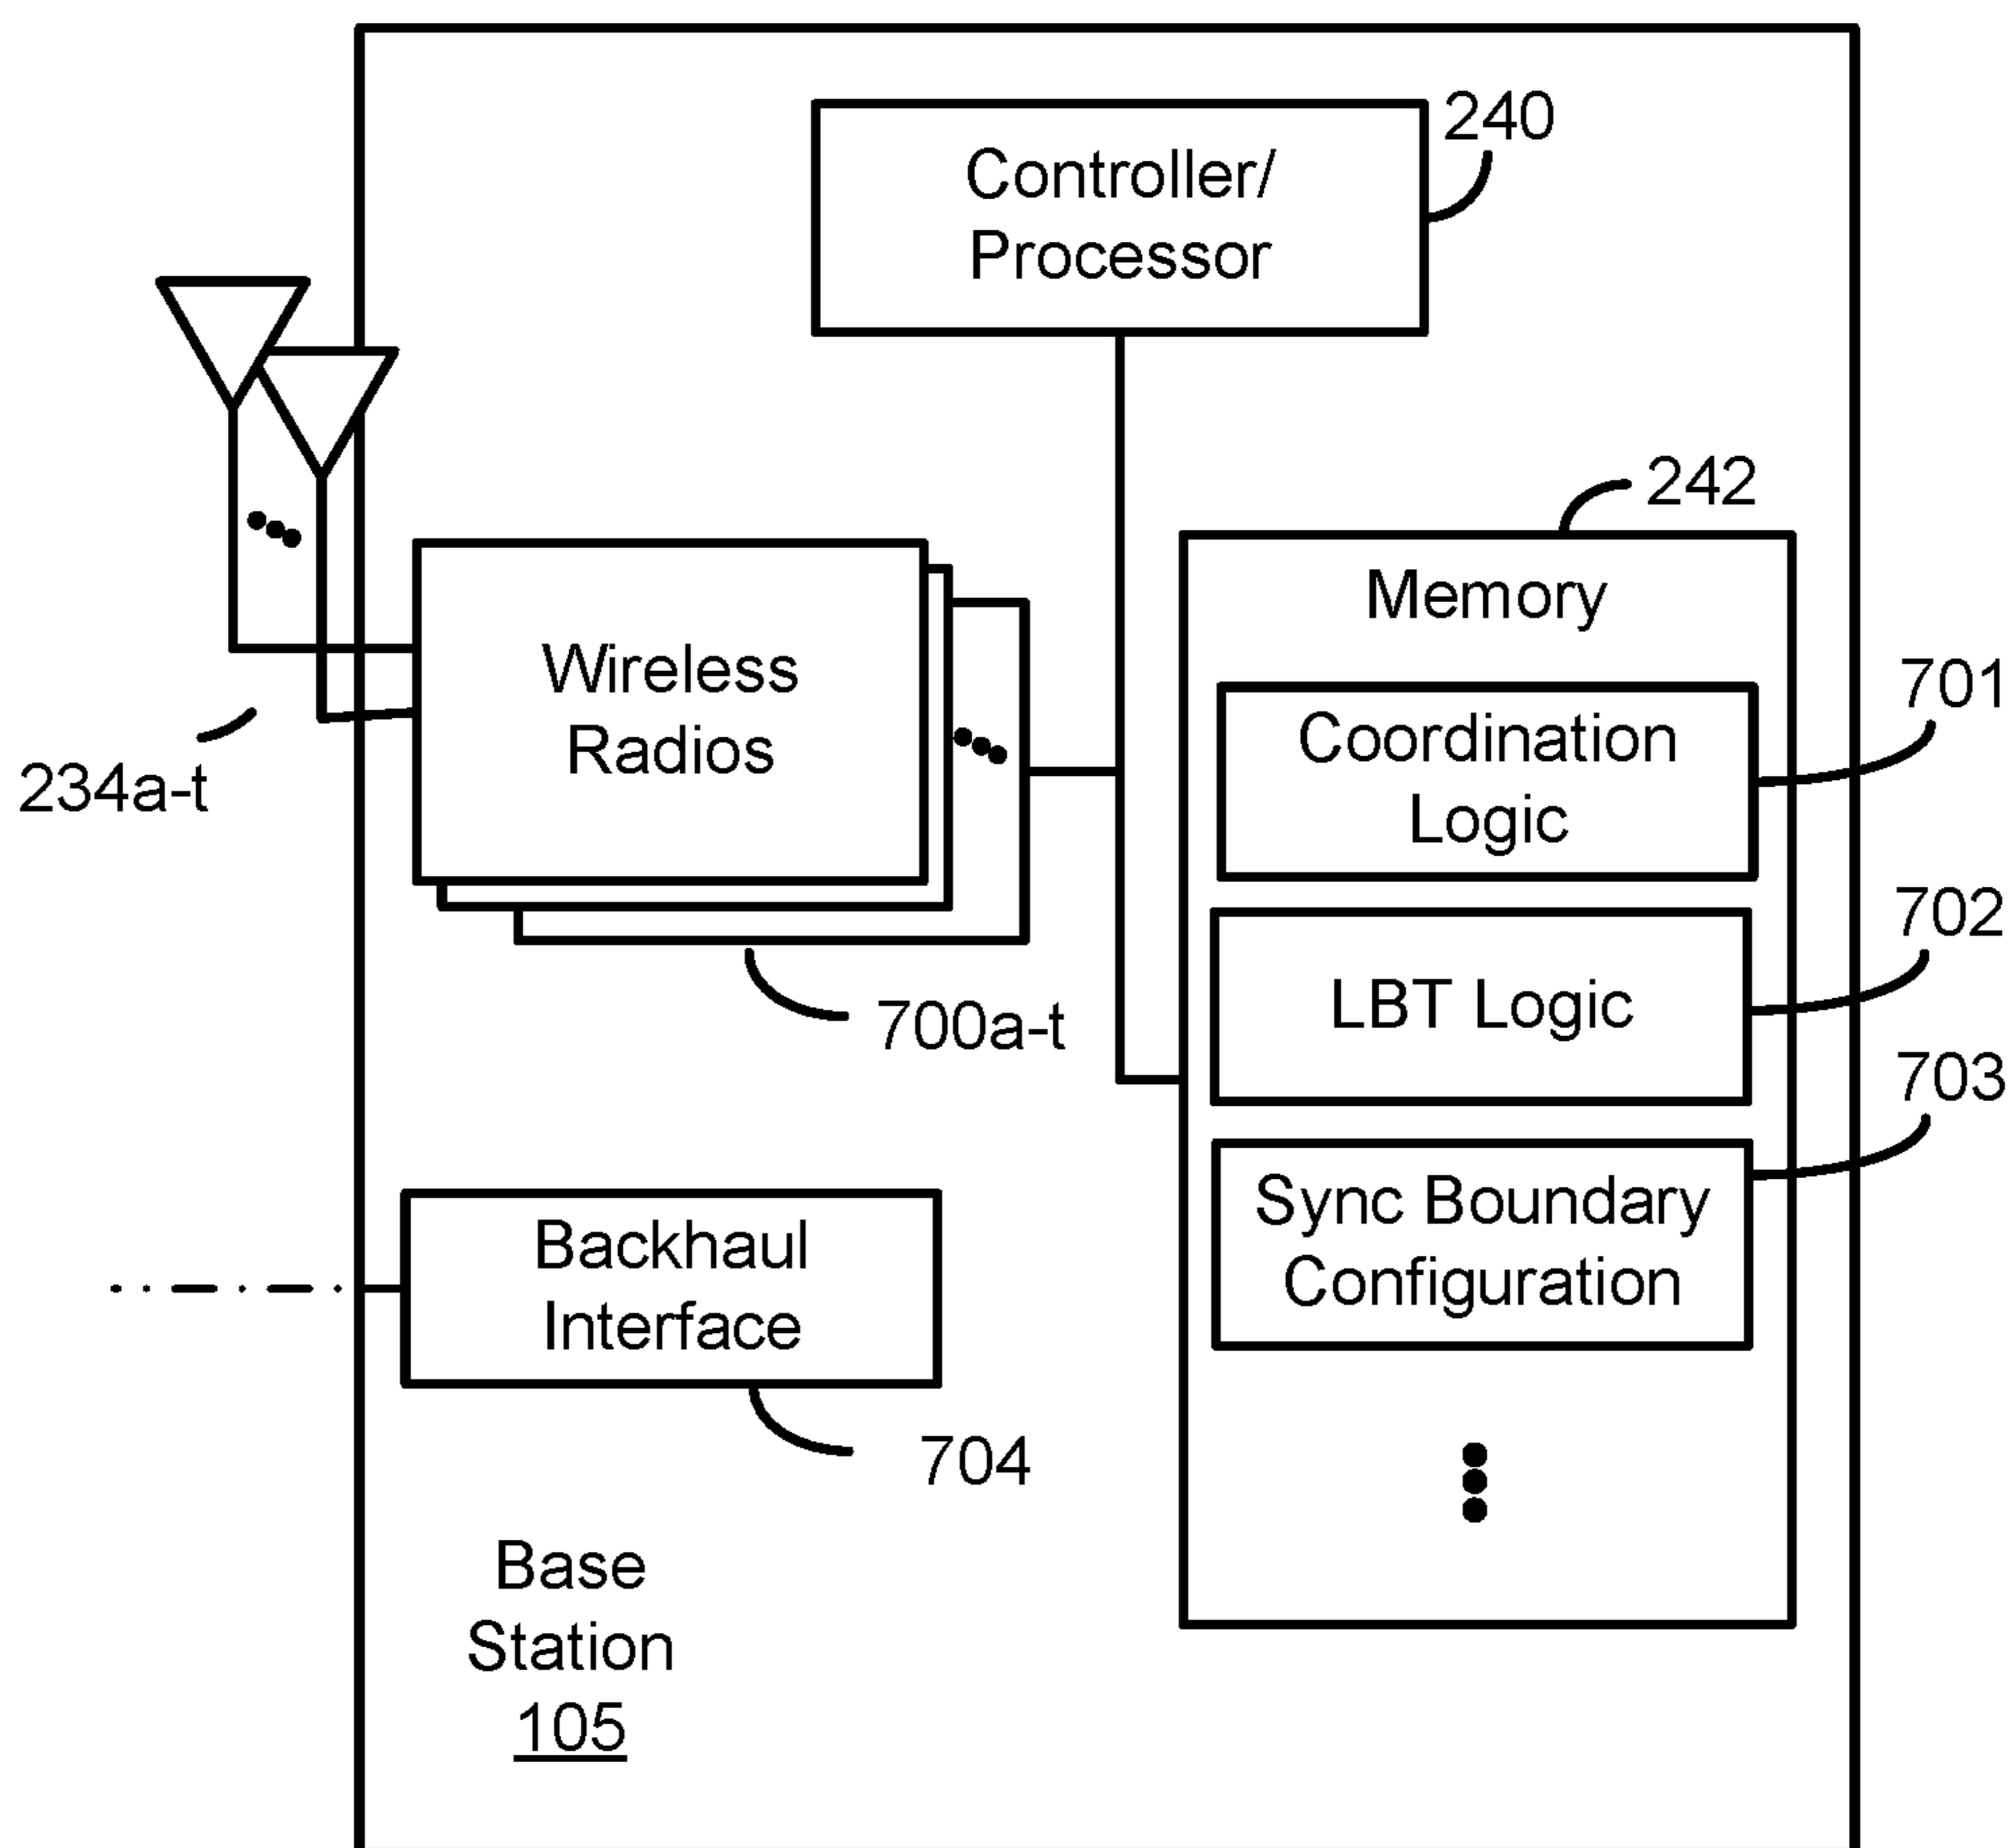 240
Controller/
Processor
242
Memory
Wireless
Radios
701
Coordination
Logic
234a-t
702
LBT Logic
700a-t
703
Sync Boundary
Configuration
Backhaul
Interface
704
Base
Station
105